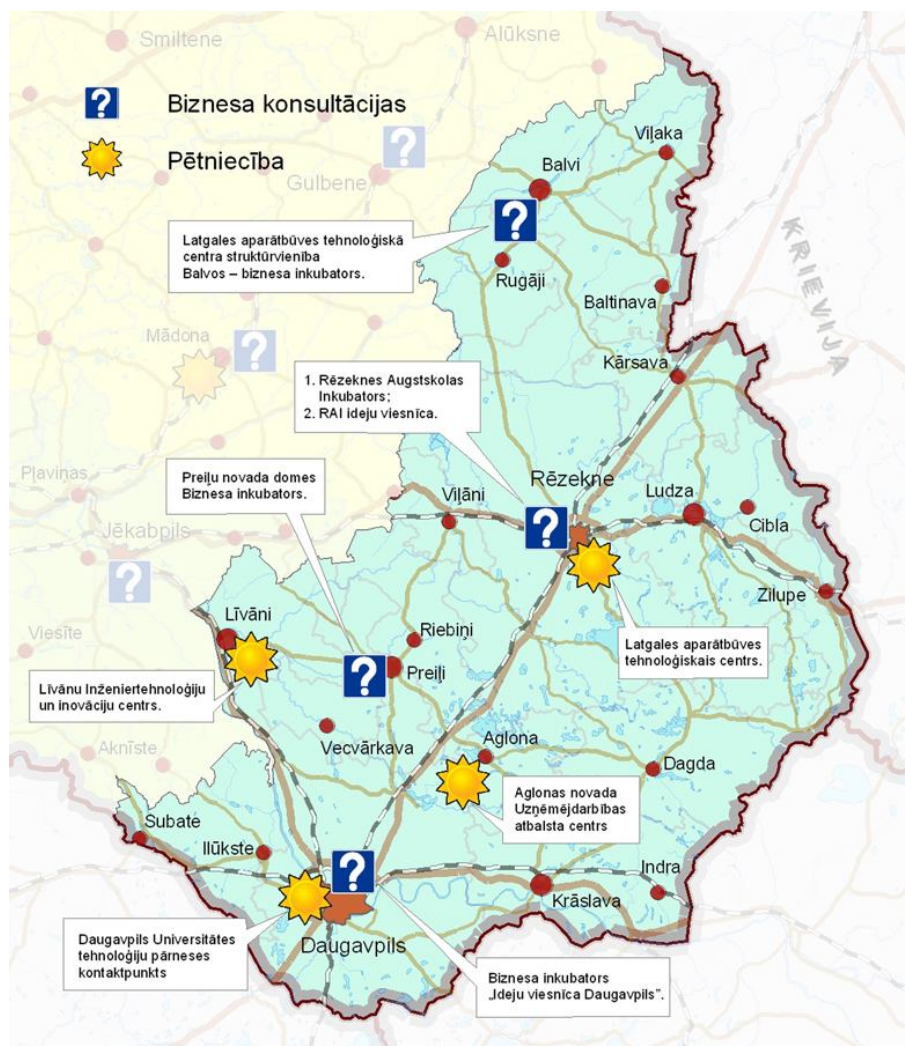 Smiltene
Alūksne
Biznesa konsultācijas
Pētniecība
Gulbene
Viļaka
Balvi
Latgales aparātbūves tehnoloģiskā
centra struktūrvienība
Balvos – biznesa inkubators.
Rugāji
Baltinava
KRIEVIJA
Mādona
Kārsava
1. Rēzeknes Augstskolas
Inkubators;
2. RAI ideju viesnīca.
Pļaviņas
Preiļu novada domes
Biznesa inkubators.
Rēzekne
Viļāni
Ludza
Cibla
Jēkabpils
Zilupe
Līvāni
Viesīte
Riebiņi
Preiļi
Latgales aparātbūves
tehnoloģiskais centrs.
Līvānu Inženiertehnoloģiju
un inovāciju centrs.
Vecvārkava
Aknīste
Aglona
Dagda
Aglonas novada
Uzņēmējdarbības
atbalsta centrs
Subate
Ilūkste
Indra
Krāslava
Daugavpils
Daugavpils Universitātes
tehnoloģiju pārneses
kontaktpunkts
Biznesa inkubators
„Ideju viesnīca Daugavpils”.